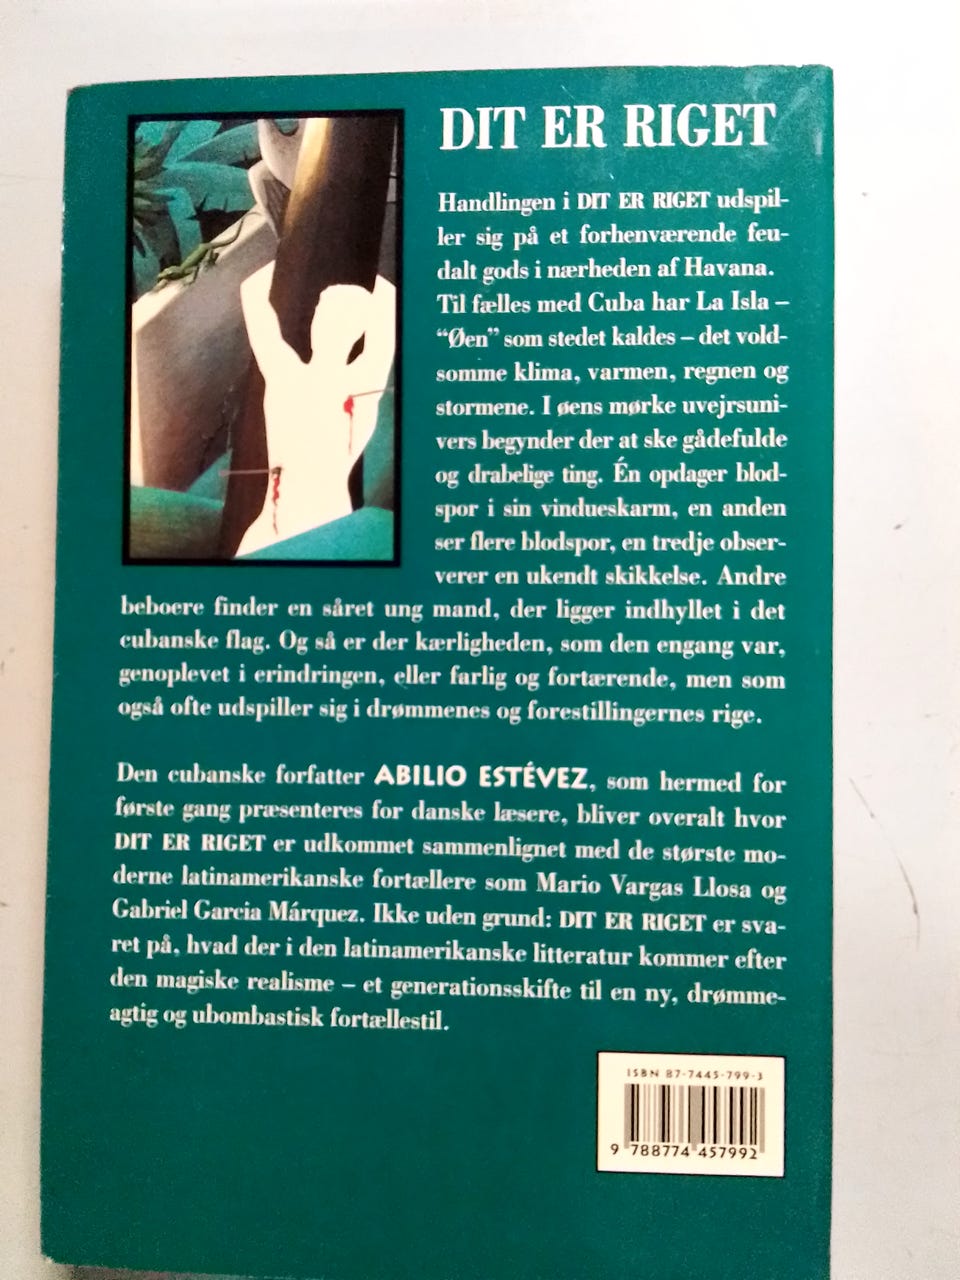 DIT ER RIGET
Handlingen i DIT ER RIGET udspil-
ler sig på et forhenværende feu-
dalt gods i nærheden af Havana.
Til fælles med Cuba har La Isla –
“Øen” som stedet kaldes – det vold-
somme klima, varmen, regnen og
stormene. I øens mørke uvejrsuni-
vers begynder der at ske gådefulde
og drabelige ting. Én opdager blod-
spor i sin vindueskarm, en anden
ser flere blodspor, en tredje obser-
verer en ukendt skikkelse. Andre
beboere finder en såret ung mand, der ligger indhyllet i det
cubanske flag. Og så er der kærligheden, som den engang var,
genoplevet i erindringen, eller farlig og fortærende, men som
også ofte udspiller sig i drømmenes og forestillingernes rige.
Den cubanske forfatter ABILIO ESTÉVEZ, som hermed for
første gang præsenteres for danske læsere, bliver overalt hvor
DIT ER RIGET er udkommet sammenlignet med de største mo-
derne latinamerikanske fortællere som Mario Vargas Llosa og
Gabriel Garcia Márquez. Ikke uden grund: DIT ER RIGET er sva-
ret på, hvad der i den latinamerikanske litteratur kommer efter
den magiske realisme – et generationsskifte til en ny, drømme-
agtig og ubombastisk fortællestil.
ISBN 87-7445-799-3
9 788774 457992